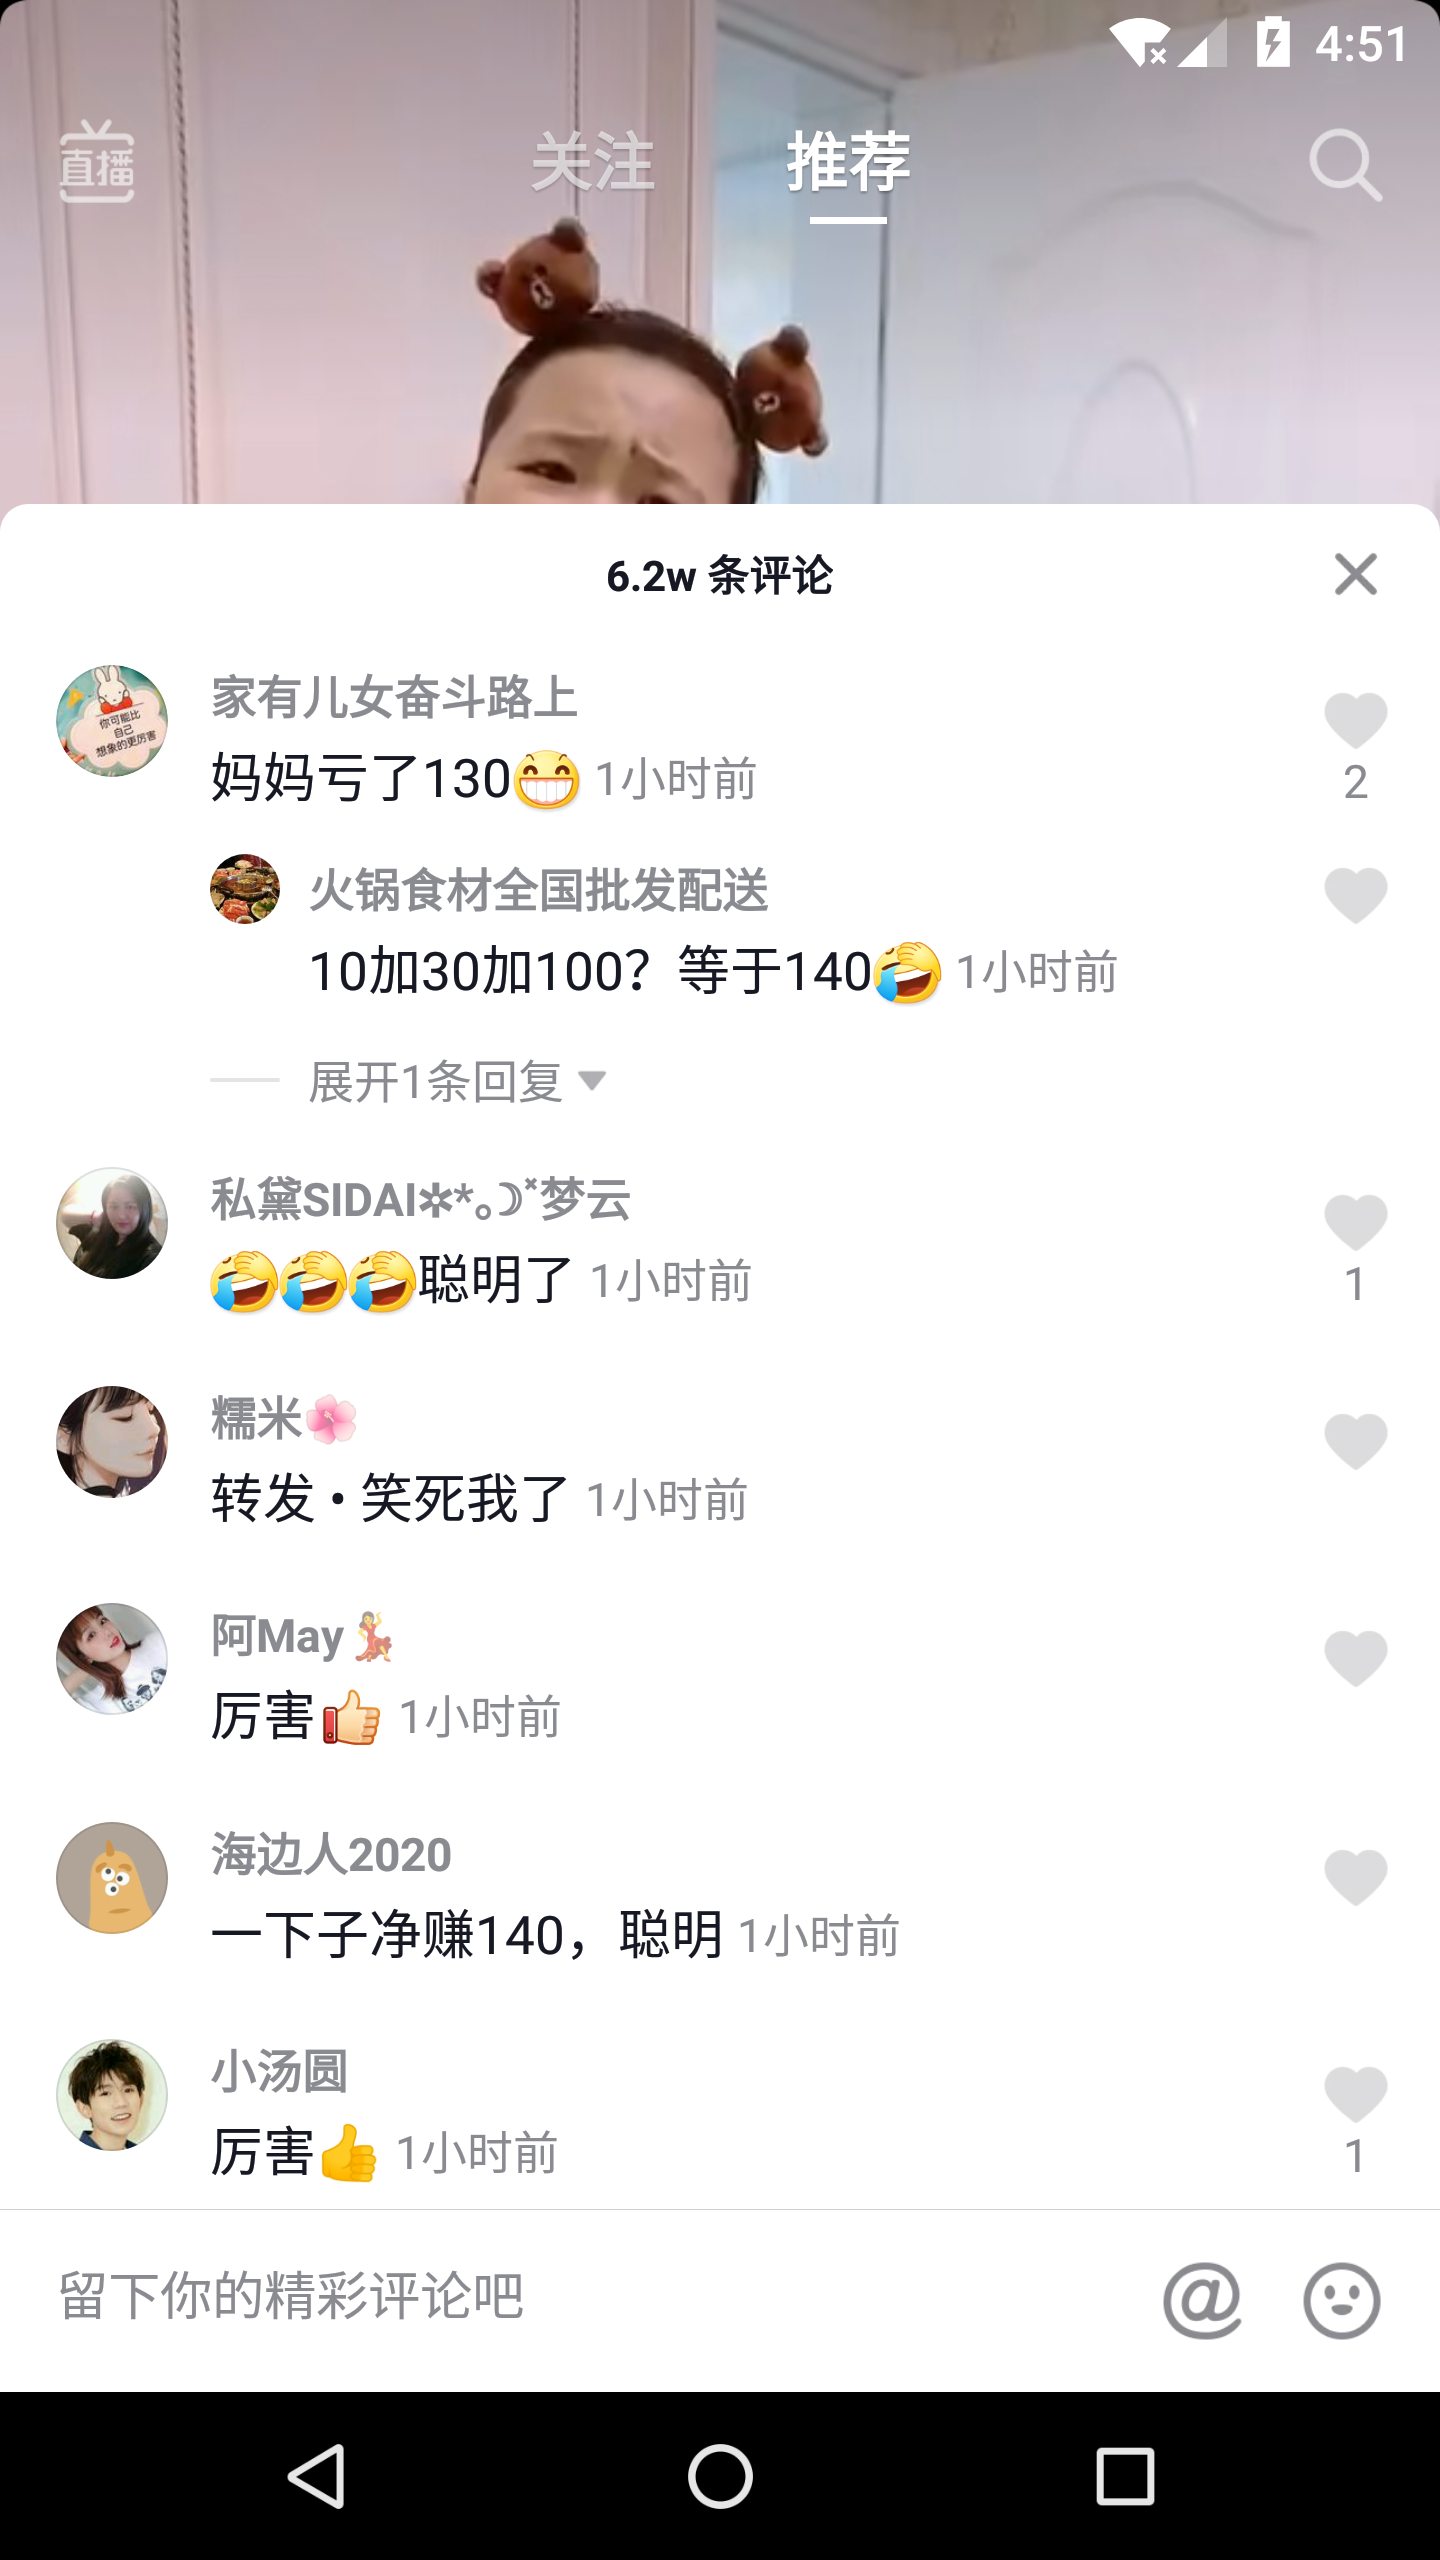 4:51
直播
关注
推荐
6.2w 条评论
你可能比
自己
想象的更厉害
家有儿女奋斗路上
妈妈亏了130😁 1小时前
2
火锅食材全国批发配送
10加30加100？等于140🤣 1小时前
展开1条回复
私黛SIDAI✲*｡☽˟梦云
🤣🤣🤣聪明了 1小时前
1
糯米🌺
转发 • 笑死我了 1小时前
阿May💃
厉害👍 1小时前
海边人2020
一下子净赚140，聪明 1小时前
小汤圆
厉害👍 1小时前
1
留下你的精彩评论吧
@